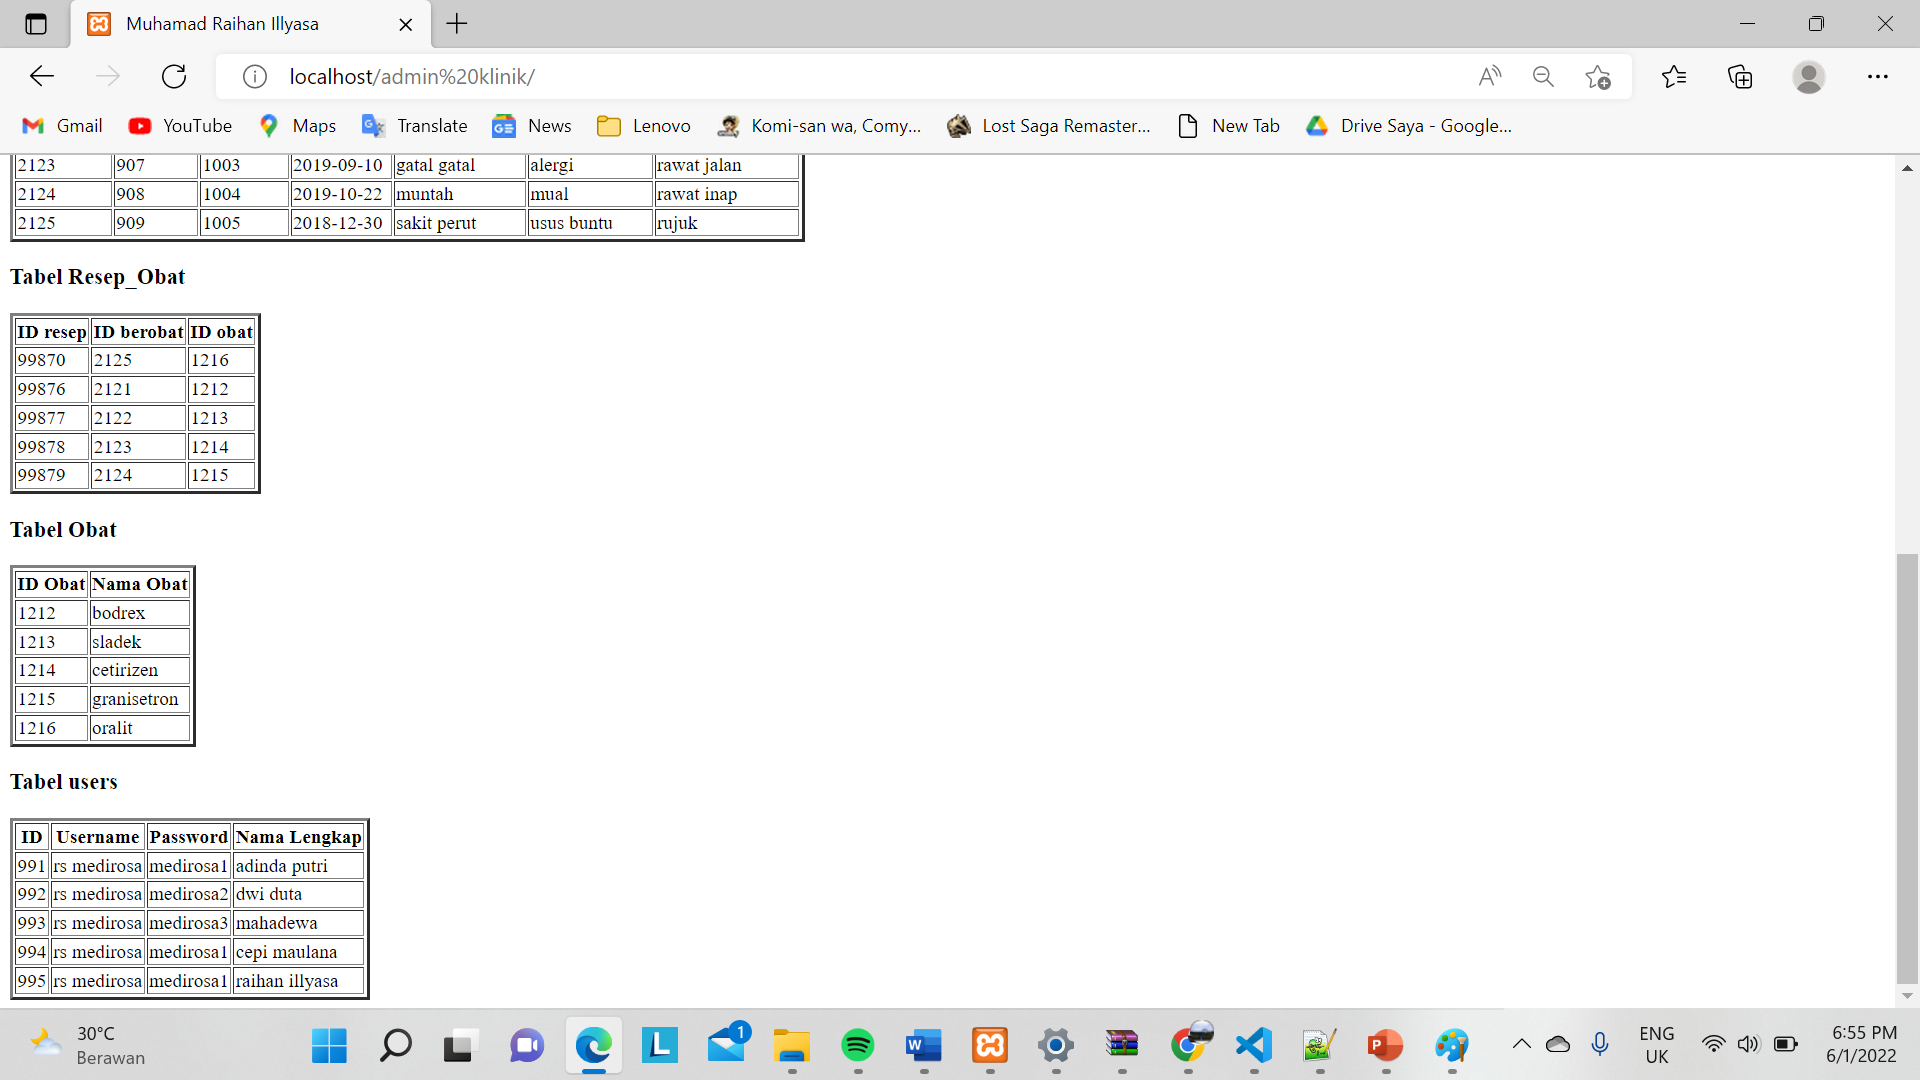 Muhamad Raihan Illyasa
localhost/admin%20klinik/
Gmail YouTube Maps Translate News Lenovo Komi-san wa, Comy... Lost Saga Remaster... New Tab Drive Saya - Google...
2123 907 1003 2019-09-10 gatal gatal alergi rawat jalan
2124 908 1004 2019-10-22 muntah mual rawat inap
2125 909 1005 2018-12-30 sakit perut usus buntu rujuk
Tabel Resep_Obat
ID resep ID berobat ID obat
99870 2125 1216
99876 2121 1212
99877 2122 1213
99878 2123 1214
99879 2124 1215
Tabel Obat
ID Obat Nama Obat
1212 bodrex
1213 sladek
1214 cetirizen
1215 granisetron
1216 oralit
Tabel users
ID Username Password Nama Lengkap
991 rs medirosa medirosa1 adinda putri
992 rs medirosa medirosa2 dwi duta
993 rs medirosa medirosa3 mahadewa
994 rs medirosa medirosa1 cepi maulana
995 rs medirosa medirosa1 raihan illyasa
30°C
Berawan
1
ENG
UK
6:55 PM
6/1/2022